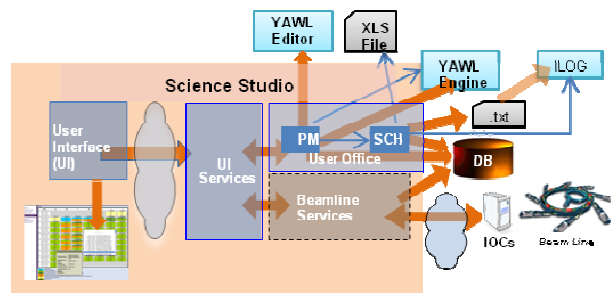 YAWL
Editor
XLS
File
YAWL
Engine
ILOG
Science Studio
User
Interface
(UI)
UI
Services
PM
SCH
User Office
.txt
DB
Beamline
Services
IOCs
Beam Line